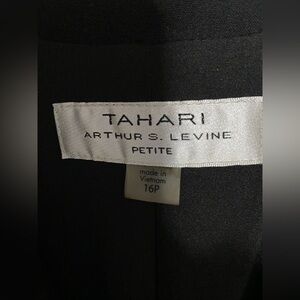 TAHARI
ARTHUR S. LEVINE
PETITE
made in
Vietnam
16P